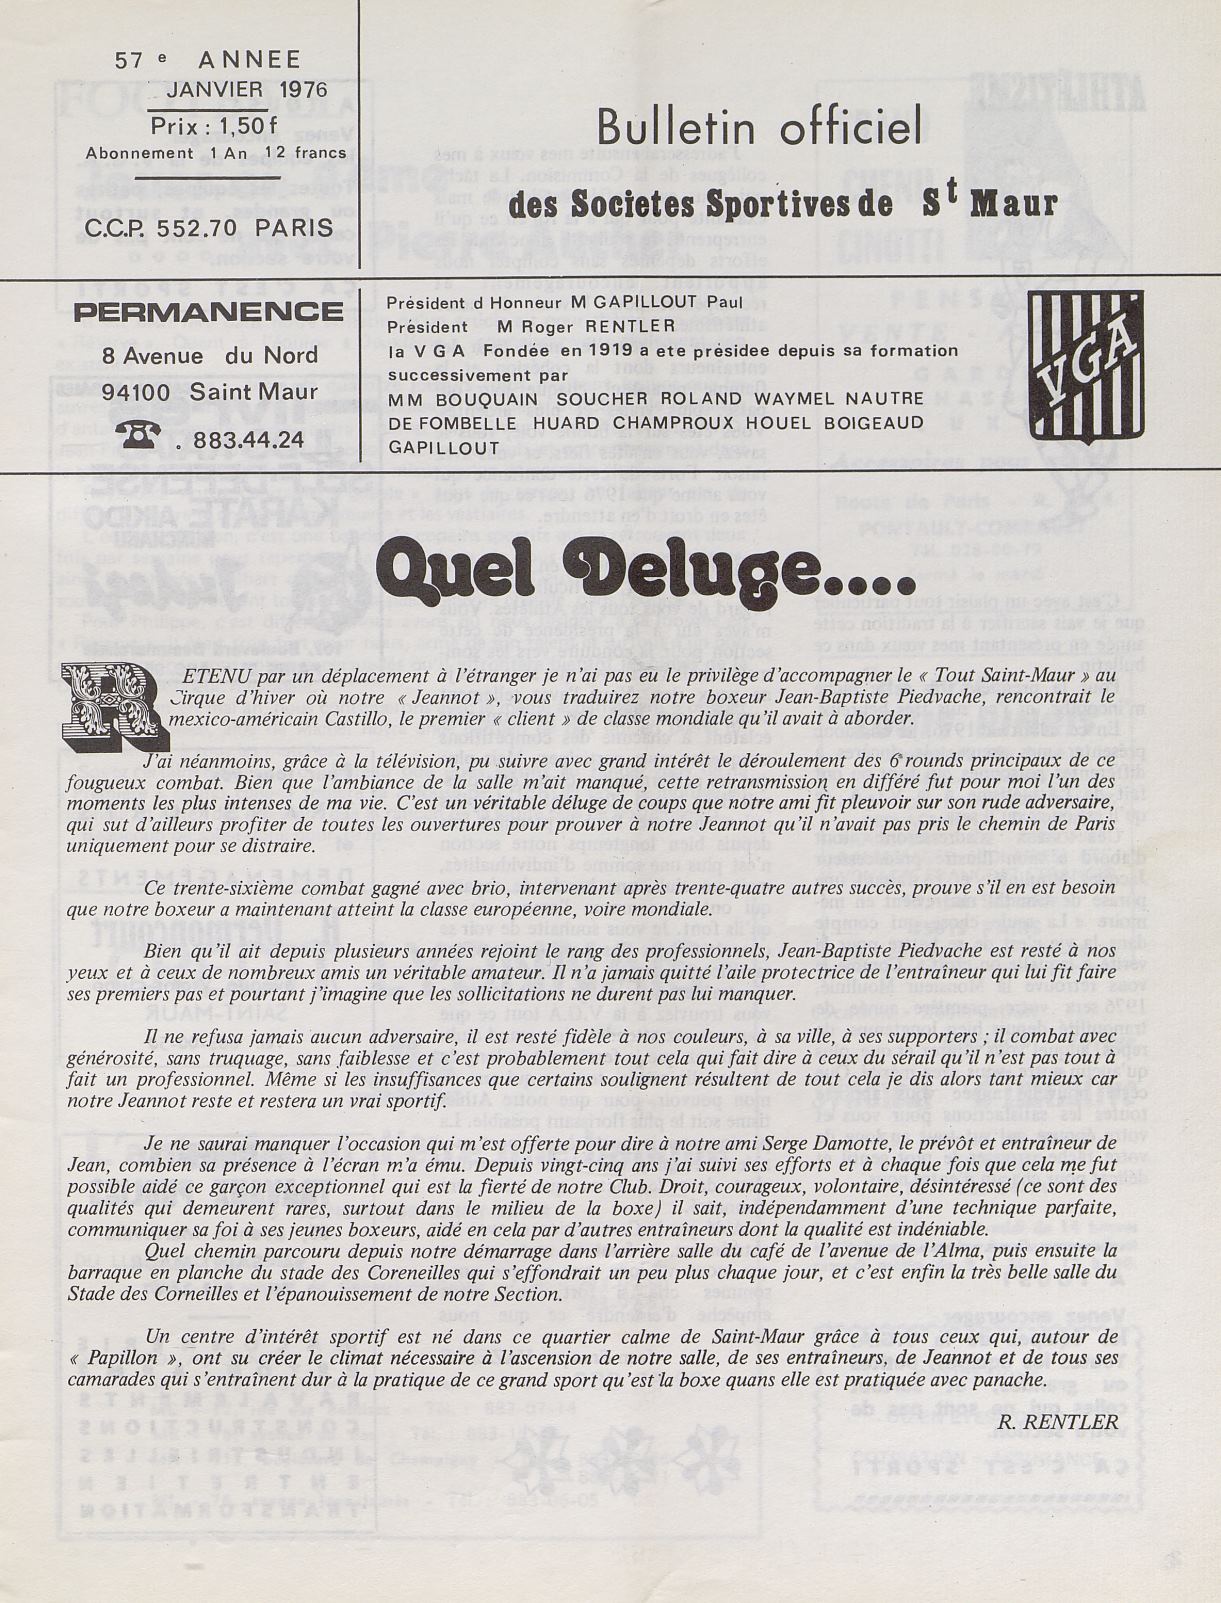 57 e ANNEE
JANVIER 1976
Prix : 1,50 f
Abonnement 1 An 12 francs
C.C.P. 552.70 PARIS
Bulletin officiel
des Societes Sportives de St Maur
PERMANENCE
8 Avenue du Nord
94100 Saint Maur
☎ . 883.44.24
Président d Honneur M GAPILLOUT Paul
Président M Roger RENTLER
la V G A Fondée en 1919 a ete présidee depuis sa formation
successivement par
MM BOUQUAIN SOUCHER ROLAND WAYMEL NAUTRE
DE FOMBELLE HUARD CHAMPROUX HOUEL BOIGEAUD
GAPILLOUT
VGA
Quel Deluge....
RETENU par un déplacement à l'étranger je n'ai pas eu le privilège d'accompagner le « Tout Saint-Maur » au
Cirque d'hiver où notre « Jeannot », vous traduirez notre boxeur Jean-Baptiste Piedvache, rencontrait le
mexico-américain Castillo, le premier « client » de classe mondiale qu'il avait à aborder.
J'ai néanmoins, grâce à la télévision, pu suivre avec grand intérêt le déroulement des 6 rounds principaux de ce
fougueux combat. Bien que l'ambiance de la salle m'ait manqué, cette retransmission en différé fut pour moi l'un des
moments les plus intenses de ma vie. C'est un véritable déluge de coups que notre ami fit pleuvoir sur son rude adversaire,
qui sut d'ailleurs profiter de toutes les ouvertures pour prouver à notre Jeannot qu'il n'avait pas pris le chemin de Paris
uniquement pour se distraire.
Ce trente-sixième combat gagné avec brio, intervenant après trente-quatre autres succès, prouve s'il en est besoin
que notre boxeur a maintenant atteint la classe européenne, voire mondiale.
Bien qu'il ait depuis plusieurs années rejoint le rang des professionnels, Jean-Baptiste Piedvache est resté à nos
yeux et à ceux de nombreux amis un véritable amateur. Il n'a jamais quitté l'aile protectrice de l'entraîneur qui lui fit faire
ses premiers pas et pourtant j'imagine que les sollicitations ne durent pas lui manquer.
Il ne refusa jamais aucun adversaire, il est resté fidèle à nos couleurs, à sa ville, à ses supporters ; il combat avec
générosité, sans truquage, sans faiblesse et c'est probablement tout cela qui fait dire à ceux du sérail qu'il n'est pas tout à
fait un professionnel. Même si les insuffisances que certains soulignent résultent de tout cela je dis alors tant mieux car
notre Jeannot reste et restera un vrai sportif.
Je ne saurai manquer l'occasion qui m'est offerte pour dire à notre ami Serge Damotte, le prévôt et entraîneur de
Jean, combien sa présence à l'écran m'a ému. Depuis vingt-cinq ans j'ai suivi ses efforts et à chaque fois que cela me fut
possible aidé ce garçon exceptionnel qui est la fierté de notre Club. Droit, courageux, volontaire, désintéressé (ce sont des
qualités qui demeurent rares, surtout dans le milieu de la boxe) il sait, indépendamment d'une technique parfaite,
communiquer sa foi à ses jeunes boxeurs, aidé en cela par d'autres entraîneurs dont la qualité est indéniable.
Quel chemin parcouru depuis notre démarrage dans l'arrière salle du café de l'avenue de l'Alma, puis ensuite la
barraque en planche du stade des Coreneilles qui s'effondrait un peu plus chaque jour, et c'est enfin la très belle salle du
Stade des Corneilles et l'épanouissement de notre Section.
Un centre d'intérêt sportif est né dans ce quartier calme de Saint-Maur grâce à tous ceux qui, autour de
« Papillon », ont su créer le climat nécessaire à l'ascension de notre salle, de ses entraîneurs, de Jeannot et de tous ses
camarades qui s'entraînent dur à la pratique de ce grand sport qu'est la boxe quans elle est pratiquée avec panache.
R. RENTLER